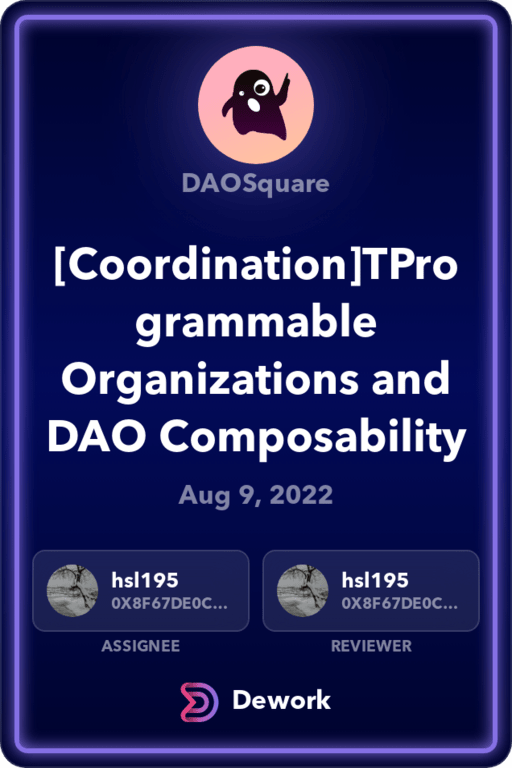 DAOSquare
[Coordination]TPro
grammable
Organizations and
DAO Composability
Aug 9, 2022
hsl195
0X8F67DE0C...
ASSIGNEE
hsl195
0X8F67DE0C...
REVIEWER
Dework